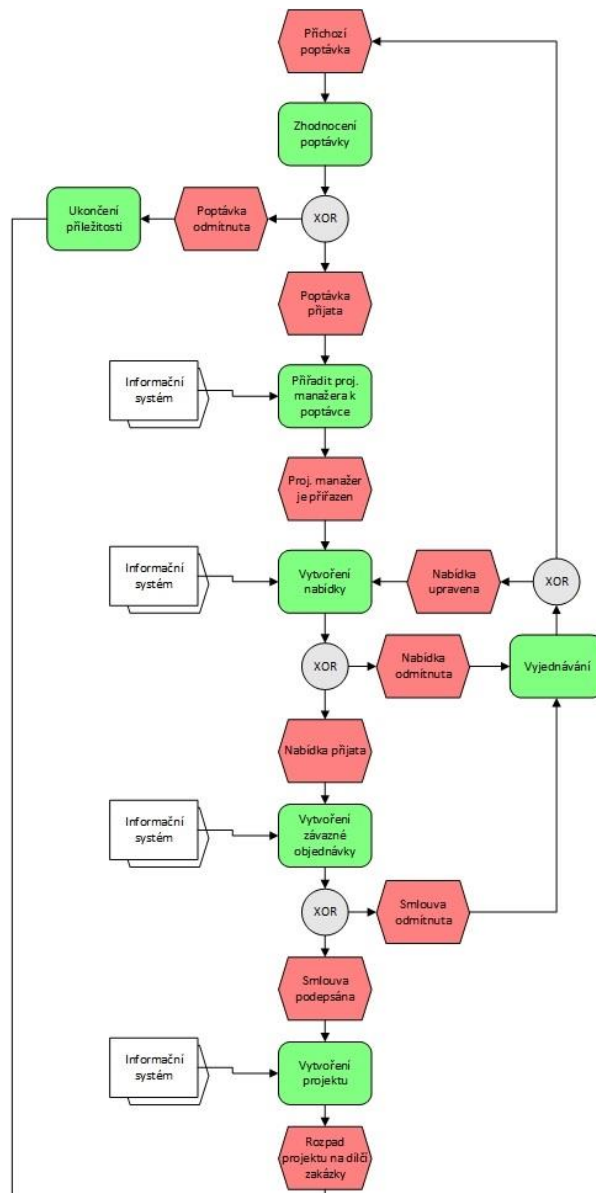 Příchozí
poptávka
Zhodnocení
poptávky
Ukončení
příležitosti
Poptávka
odmítnuta
XOR
Poptávka
přijata
Informační
systém
Přiřadit proj.
manažera k
poptávce
Proj. manažer
je přiřazen
Informační
systém
Vytvoření
nabídky
Nabídka
upravena
XOR
XOR
Nabídka
odmítnuta
Vyjednávání
Nabídka přijata
Informační
systém
Vytvoření
závazné
objednávky
XOR
Smlouva
odmítnuta
Smlouva
podepsána
Informační
systém
Vytvoření
projektu
Rozpad
projektu na dílčí
zakázky